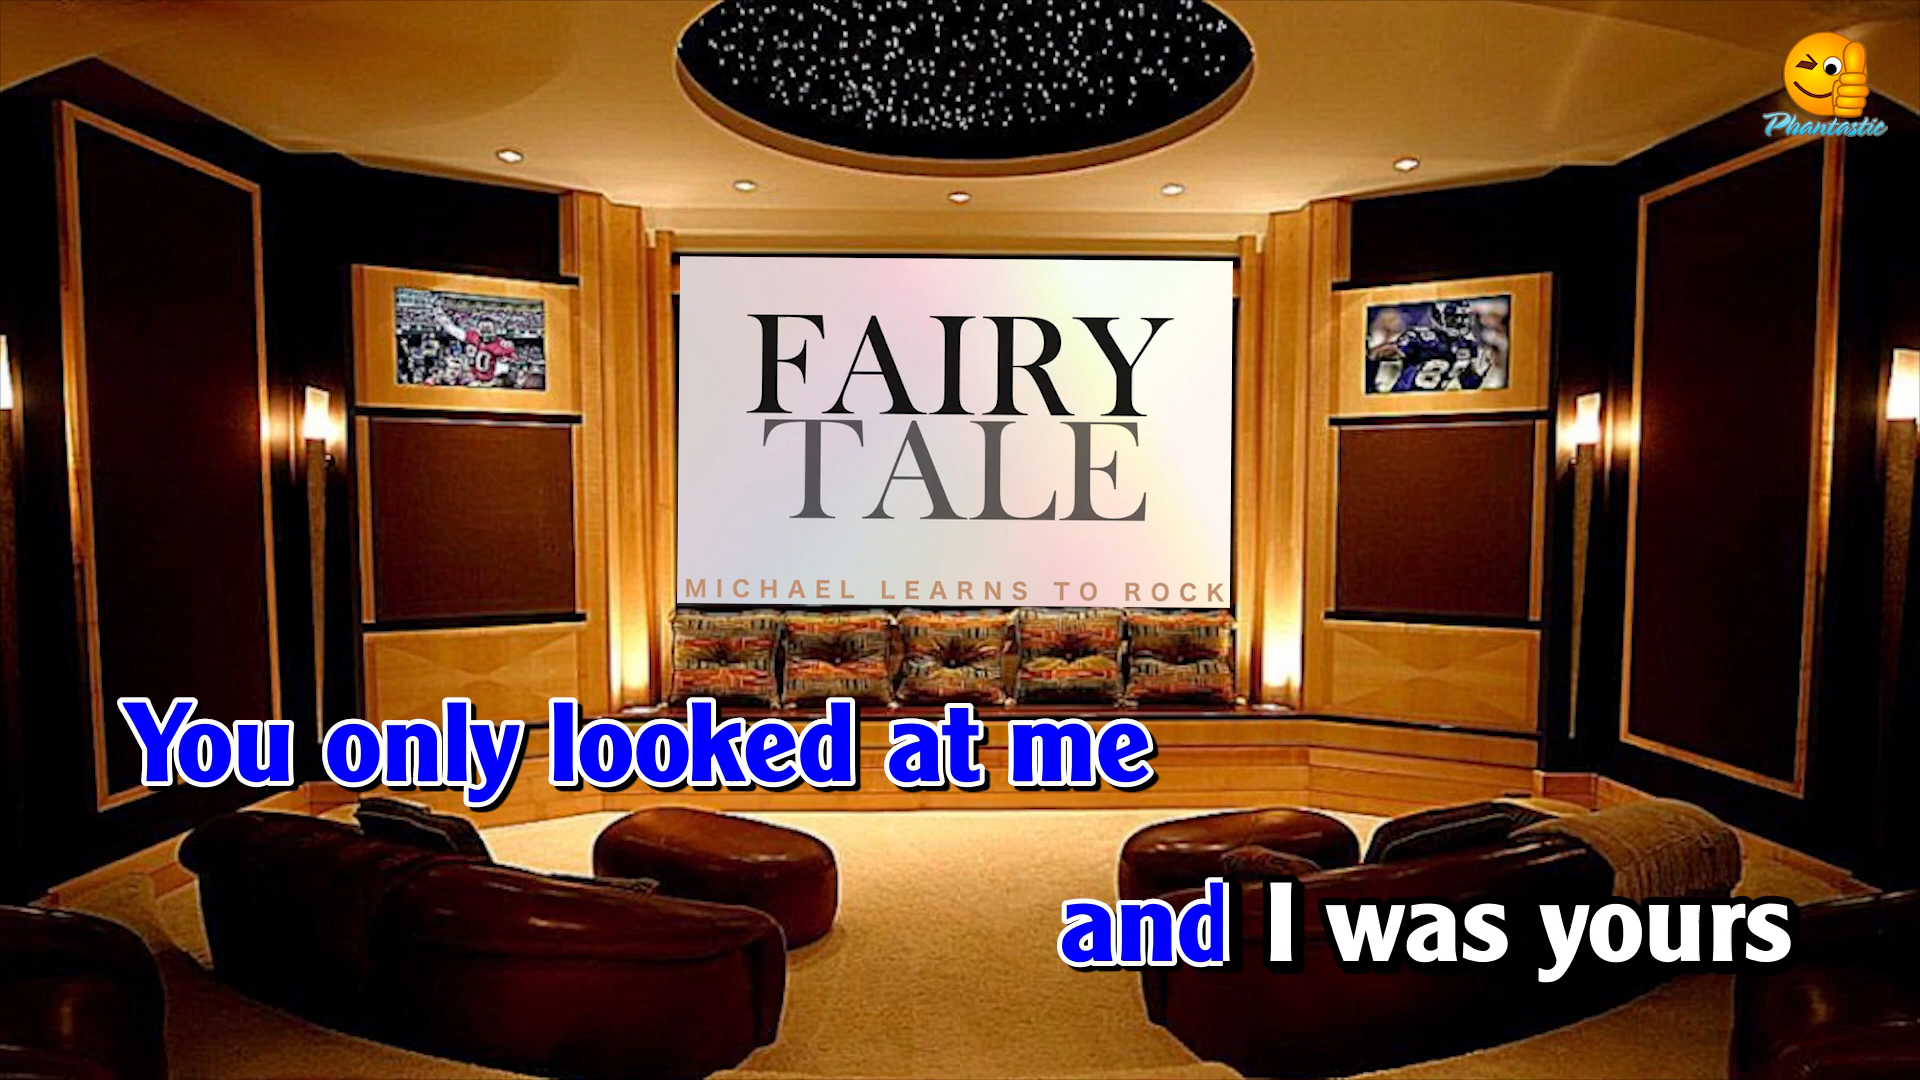 Phantastic
FAIRY
TALE
MICHAEL LEARNS TO ROCK
You only looked at me
and I was yours